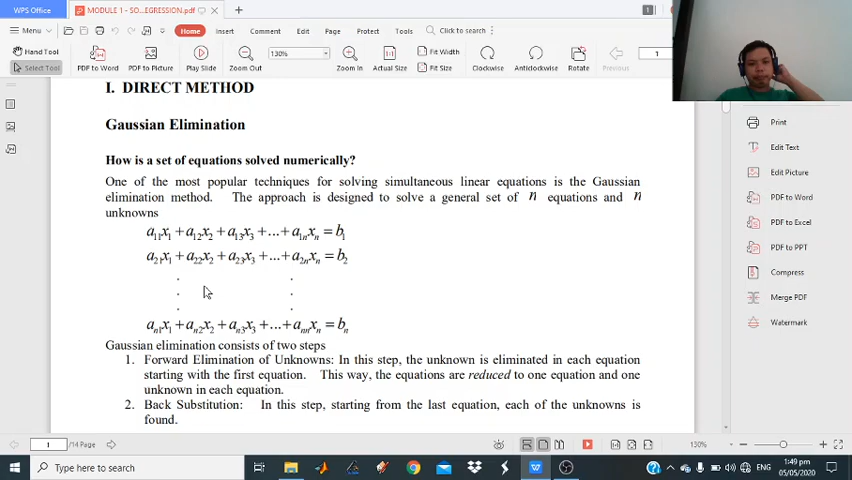 WPS Office
MODULE 1 - SO...EGRESSION.pdf
Menu
Home
Insert
Comment
Edit
Page
Protect
Tools
Click to search
Hand Tool
Select Tool
PDF to Word
PDF to Picture
Play Slide
Zoom Out
130%
Zoom In
Actual Size
Fit Width
Fit Size
Clockwise
Anticlockwise
Rotate
Previous
1
I. DIRECT METHOD
Gaussian Elimination
How is a set of equations solved numerically?
One of the most popular techniques for solving simultaneous linear equations is the Gaussian
elimination method. The approach is designed to solve a general set of n equations and n
unknowns
a11x1 + a12x2 + a13x3 + ... + a1nxn = b1
a21x1 + a22x2 + a23x3 + ... + a2nxn = b2
. .
. .
. .
an1x1 + an2x2 + an3x3 + ... + annxn = bn
Gaussian elimination consists of two steps
1. Forward Elimination of Unknowns: In this step, the unknown is eliminated in each equation
starting with the first equation. This way, the equations are reduced to one equation and one
unknown in each equation.
2. Back Substitution: In this step, starting from the last equation, each of the unknowns is
found.
Print
Edit Text
Edit Picture
PDF to Word
PDF to Excel
PDF to PPT
Compress
Merge PDF
Watermark
1 /14 Page
130%
Type here to search
ENG
1:49 pm
05/05/2020